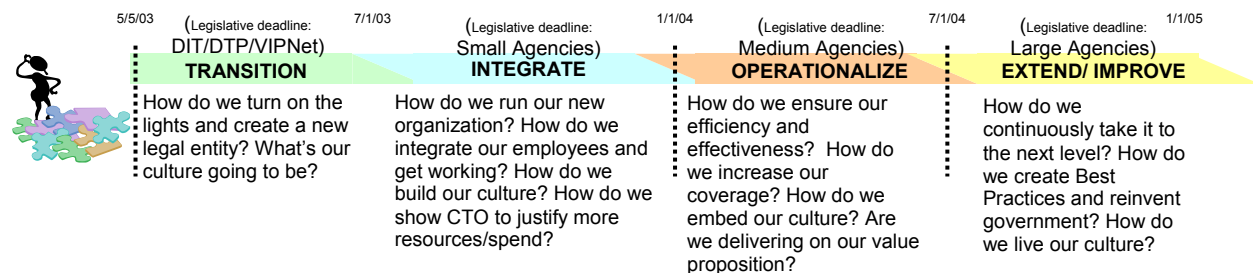 5/5/03
(Legislative deadline:
DIT/DTP/VIPNet)
TRANSITION
How do we turn on the
lights and create a new
legal entity? What's our
culture going to be?
7/1/03
(Legislative deadline:
Small Agencies)
INTEGRATE
How do we run our new
organization? How do we
integrate our employees and
get working? How do we
build our culture? How do we
show CTO to justify more
resources/spend?
1/1/04
(Legislative deadline:
Medium Agencies)
OPERATIONALIZE
How do we ensure our
efficiency and
effectiveness? How do
we increase our
coverage? How do we
embed our culture? Are
we delivering on our value
proposition?
7/1/04
(Legislative deadline:
Large Agencies)
EXTEND/ IMPROVE
How do we
continuously take it to
the next level? How do
we create Best
Practices and reinvent
government? How do
we live our culture?
1/1/05